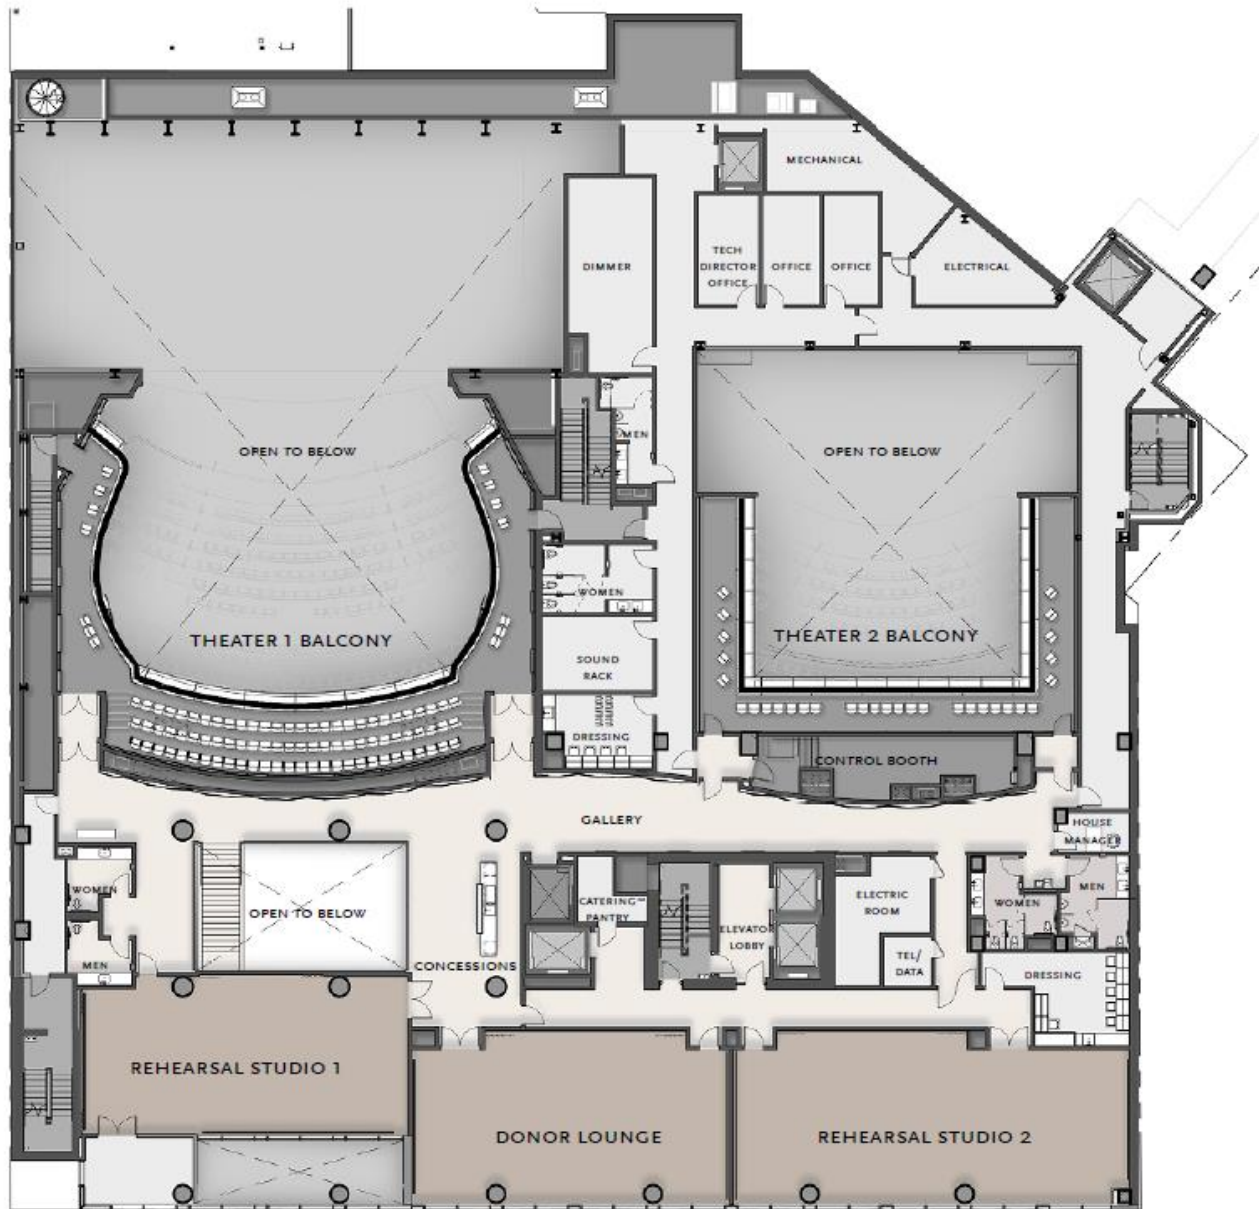 MECHANICAL
TECH
DIRECTOR
OFFICE
OFFICE
OFFICE
ELECTRICAL
DIMMER
MEN
OPEN TO BELOW
OPEN TO BELOW
WOMEN
THEATER 1 BALCONY
THEATER 2 BALCONY
SOUND
RACK
DRESSING
CONTROL BOOTH
GALLERY
HOUSE
MANAGER
WOMEN
OPEN TO BELOW
MEN
CATERING
PANTRY
ELEVATOR
LOBBY
ELECTRIC
ROOM
TEL/
DATA
WOMEN
MEN
CONCESSIONS
DRESSING
REHEARSAL STUDIO 1
DONOR LOUNGE
REHEARSAL STUDIO 2